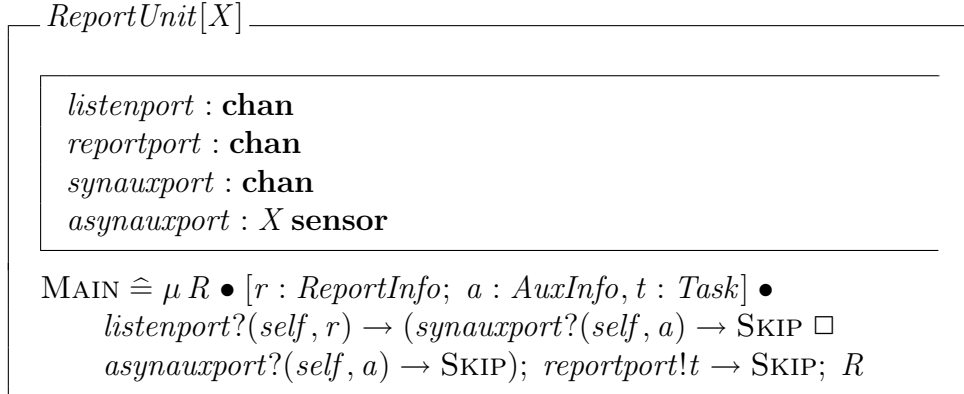 ReportUnit[X]
listenport : chan
reportport : chan
synauxport : chan
asynauxport : X sensor
MAIN ≙ μ R • [r : ReportInfo; a : AuxInfo, t : Task] •
listenport?(self, r) → (synauxport?(self, a) → SKIP □
asynauxport?(self, a) → SKIP); reportport!t → SKIP; R